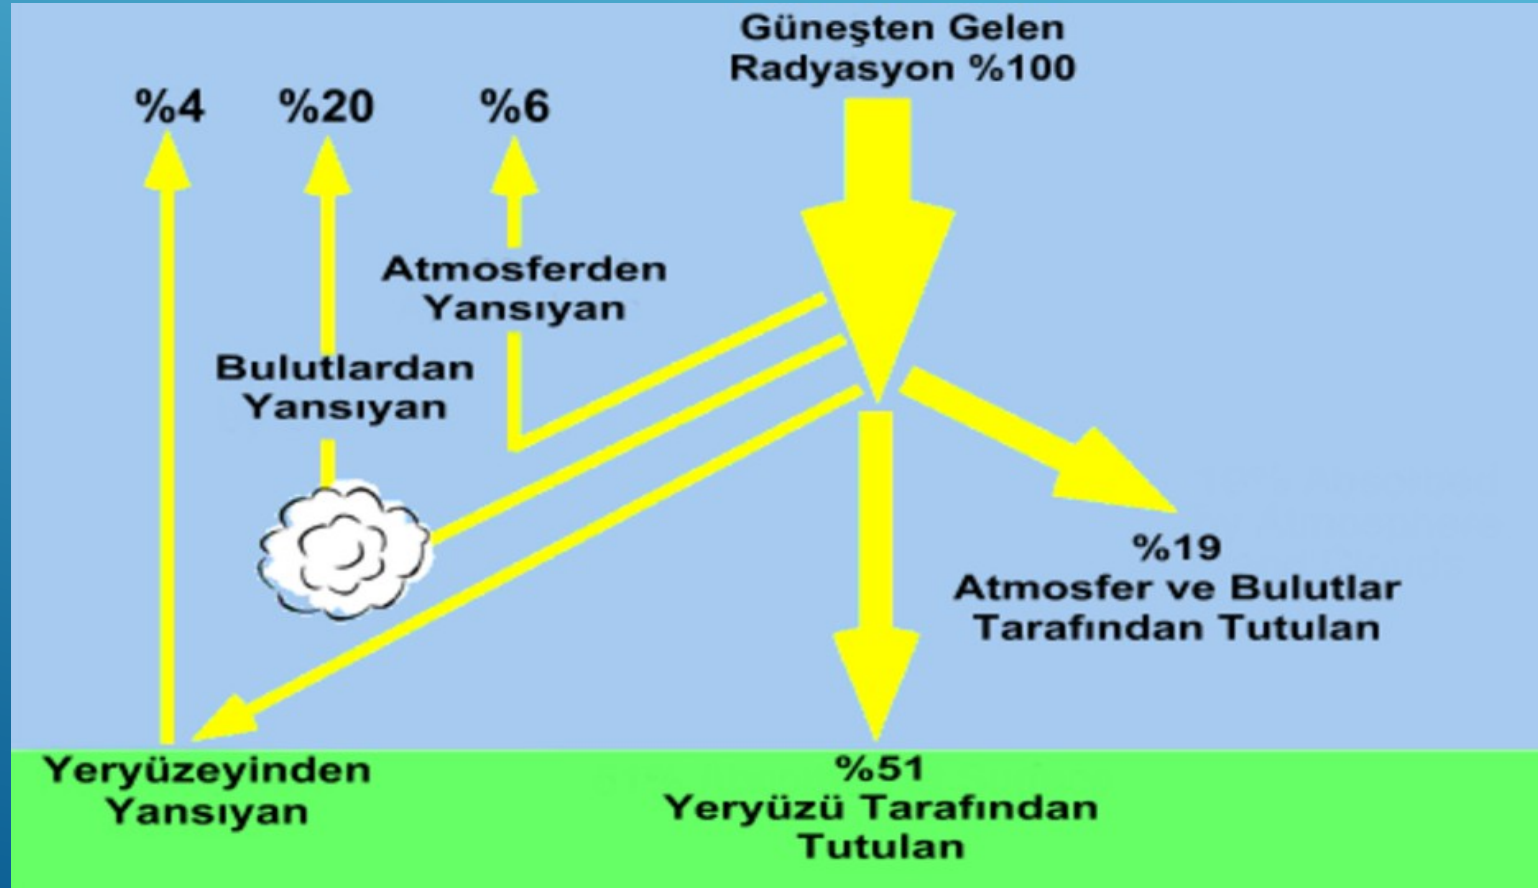 Güneşten Gelen
Radyasyon %100
%4
%20
%6
Atmosferden
Yansıyan
Bulutlardan
Yansıyan
%19
Atmosfer ve Bulutlar
Tarafından Tutulan
Yeryüzeyinden
Yansıyan
%51
Yeryüzü Tarafından
Tutulan